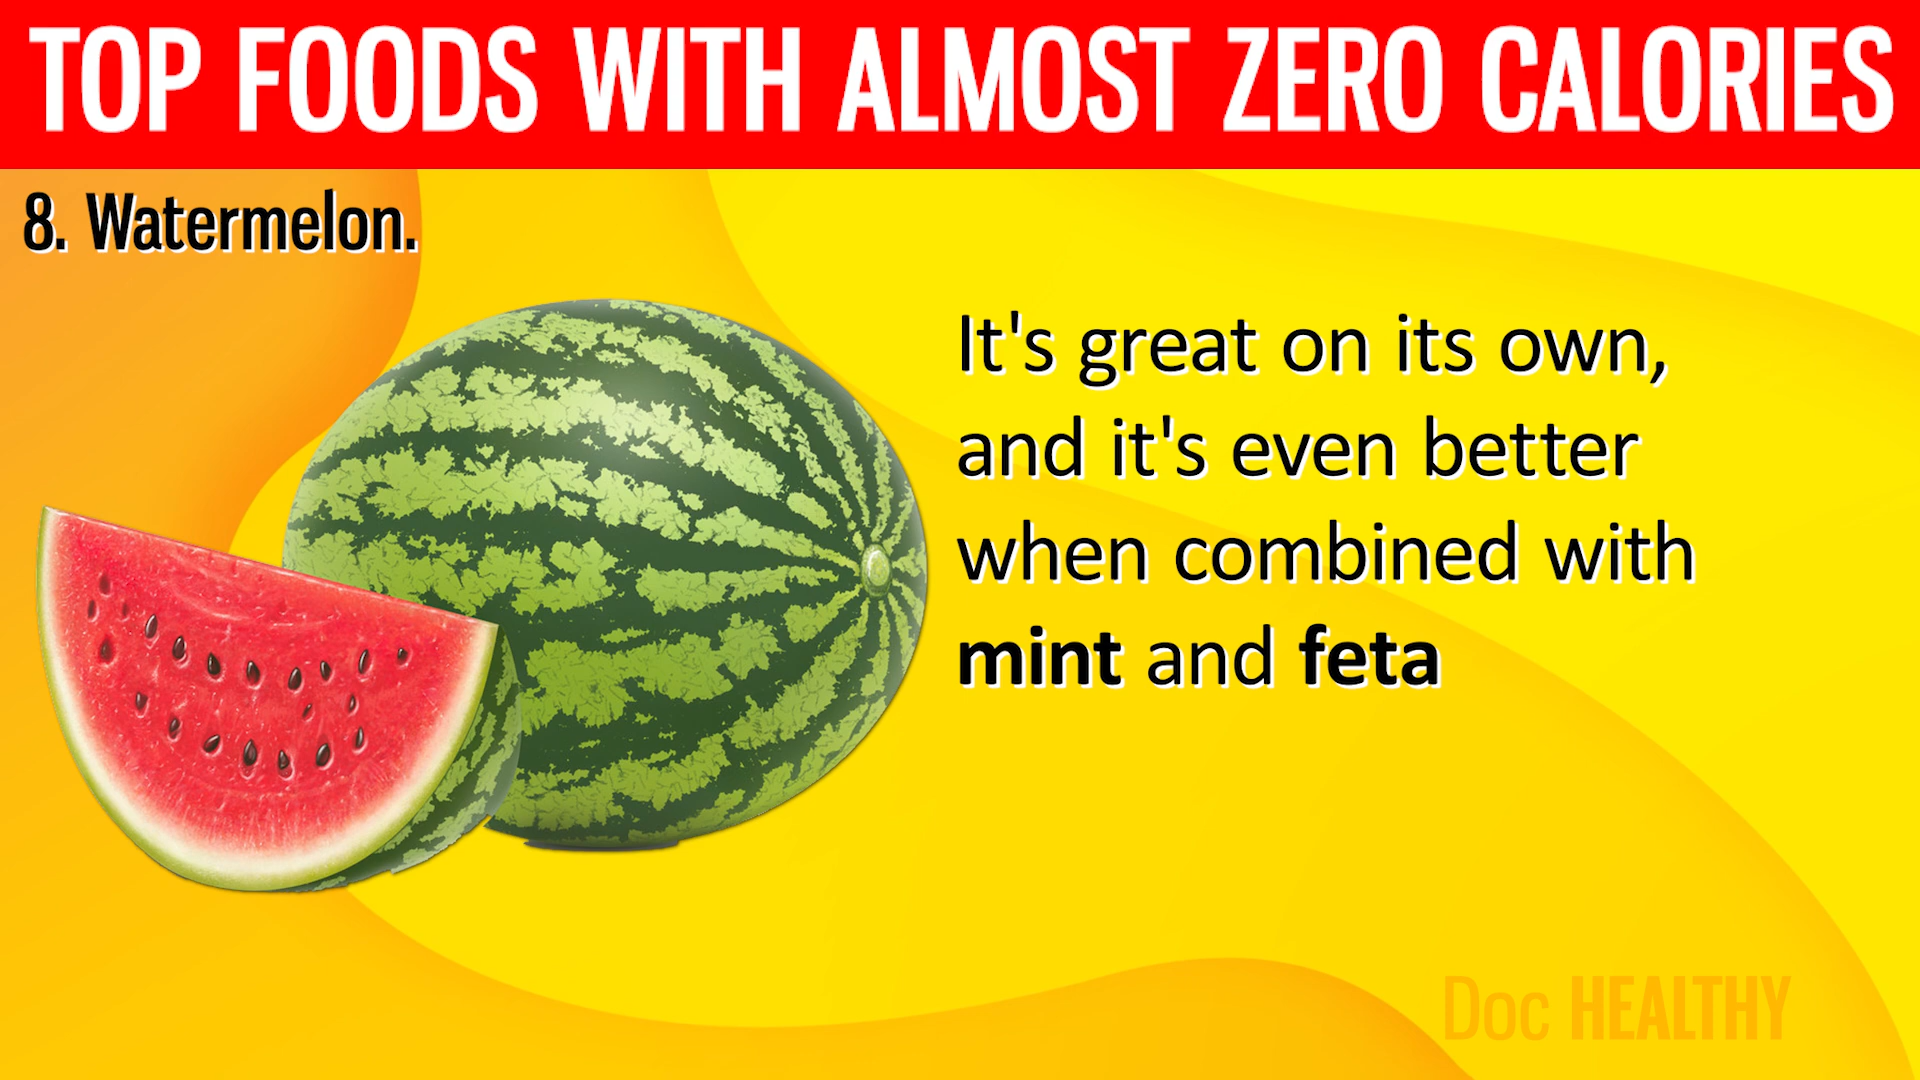 TOP FOODS WITH ALMOST ZERO CALORIES
8. Watermelon.
It's great on its own,
and it's even better
when combined with
mint and feta
Doc HEALTHY